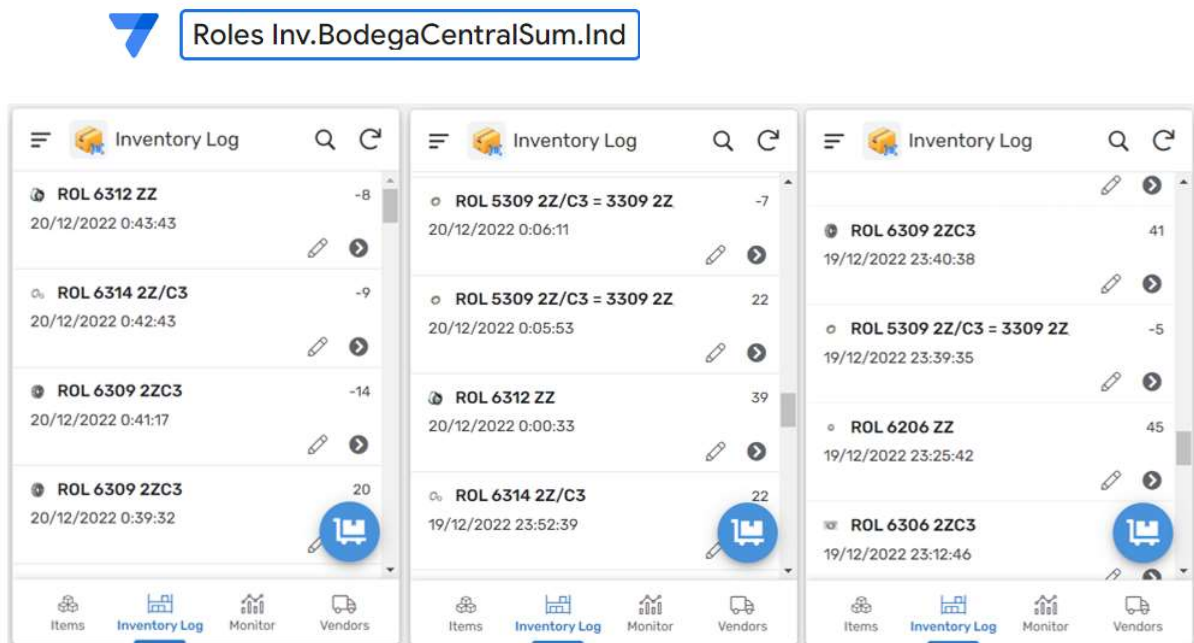 Roles Inv.BodegaCentralSum.Ind
Inventory Log
ROL 6312 ZZ -8
20/12/2022 0:43:43
ROL 6314 2Z/C3 -9
20/12/2022 0:42:43
ROL 6309 2ZC3 -14
20/12/2022 0:41:17
ROL 6309 2ZC3 20
20/12/2022 0:39:32
Items Inventory Log Monitor Vendors
Inventory Log
ROL 5309 2Z/C3 = 3309 2Z -7
20/12/2022 0:06:11
ROL 5309 2Z/C3 = 3309 2Z 22
20/12/2022 0:05:53
ROL 6312 ZZ 39
20/12/2022 0:00:33
ROL 6314 2Z/C3 22
19/12/2022 23:52:39
Items Inventory Log Monitor Vendors
Inventory Log
ROL 6309 2ZC3 41
19/12/2022 23:40:38
ROL 5309 2Z/C3 = 3309 2Z -5
19/12/2022 23:39:35
ROL 6206 ZZ 45
19/12/2022 23:25:42
ROL 6306 2ZC3
19/12/2022 23:12:46
Items Inventory Log Monitor Vendors